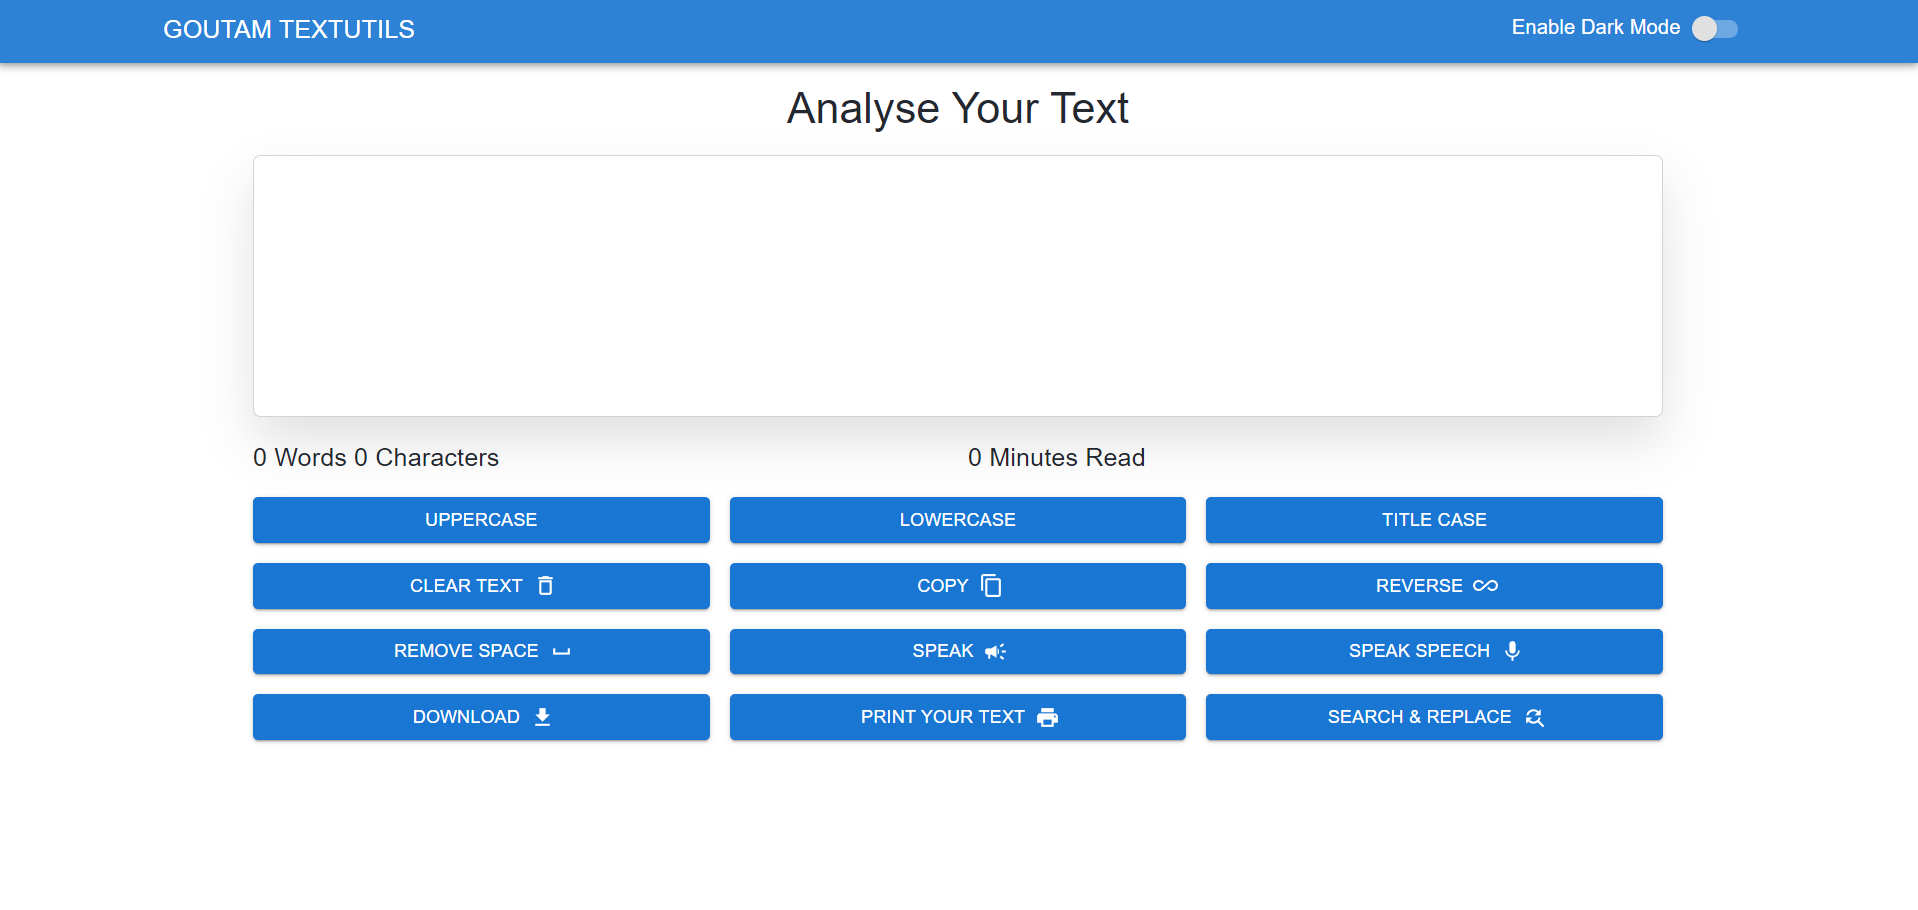 GOUTAM TEXTUTILS Enable Dark Mode
Analyse Your Text
0 Words 0 Characters 0 Minutes Read
UPPERCASE LOWERCASE TITLE CASE
CLEAR TEXT COPY REVERSE
REMOVE SPACE SPEAK SPEAK SPEECH
DOWNLOAD PRINT YOUR TEXT SEARCH & REPLACE